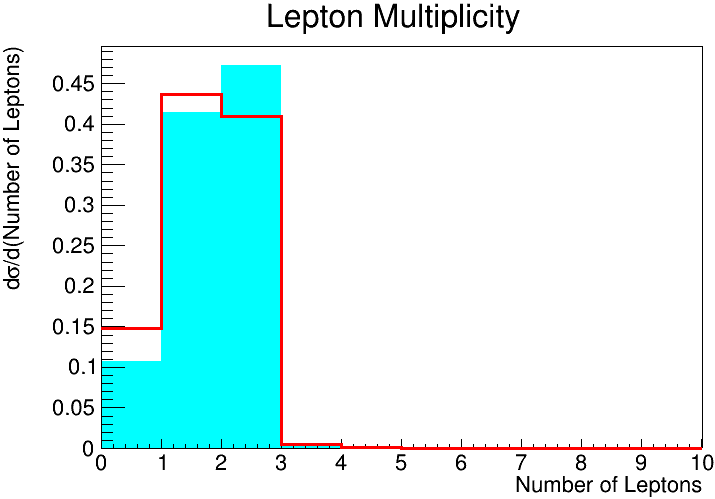 Lepton Multiplicity
dσ/d(Number of Leptons)
0.45
0.4
0.35
0.3
0.25
0.2
0.15
0.1
0.05
0
0 1 2 3 4 5 6 7 8 9 10
Number of Leptons